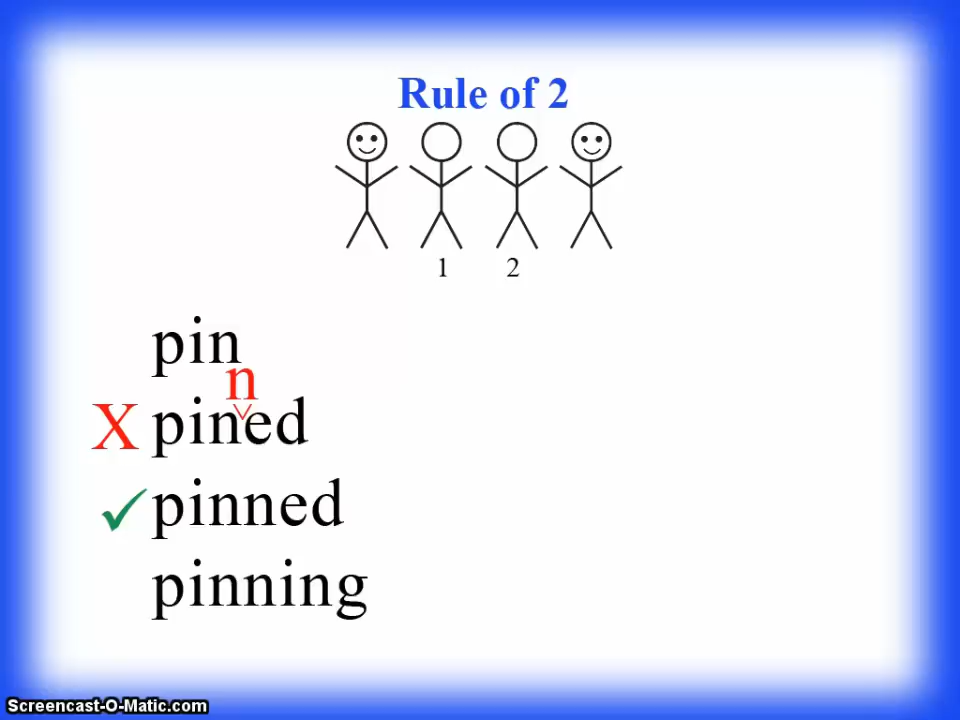 Rule of 2
1 2
pin
n
X pined
✓ pinned
pinning
Screencast-O-Matic.com